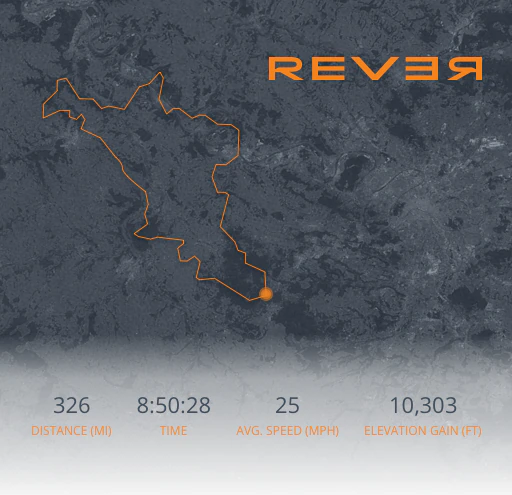 REVER
326 8:50:28 25 10,303
DISTANCE (MI) TIME AVG. SPEED (MPH) ELEVATION GAIN (FT)